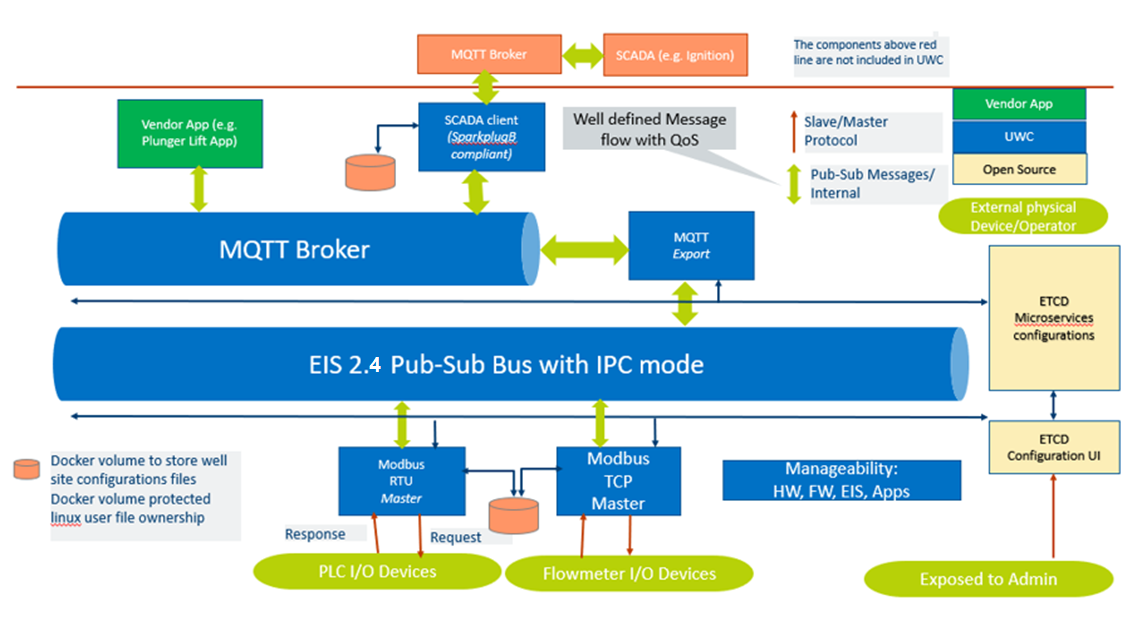 MQTT Broker
SCADA (e.g. Ignition)
The components above red
line are not included in UWC
Vendor App (e.g.
Plunger Lift App)
SCADA client
(SparkplugB
compliant)
Well defined Message
flow with QoS
Slave/Master
Protocol
Pub-Sub Messages/
Internal
Vendor App
UWC
Open Source
External physical
Device/Operator
MQTT Broker
MQTT
Export
ETCD
Microservices
configurations
EIS 2.4 Pub-Sub Bus with IPC mode
ETCD
Configuration UI
Docker volume to store well
site configurations files
Docker volume protected
linux user file ownership
Modbus
RTU
Master
Modbus
TCP
Master
Manageability:
HW, FW, EIS, Apps
Response
Request
PLC I/O Devices
Flowmeter I/O Devices
Exposed to Admin